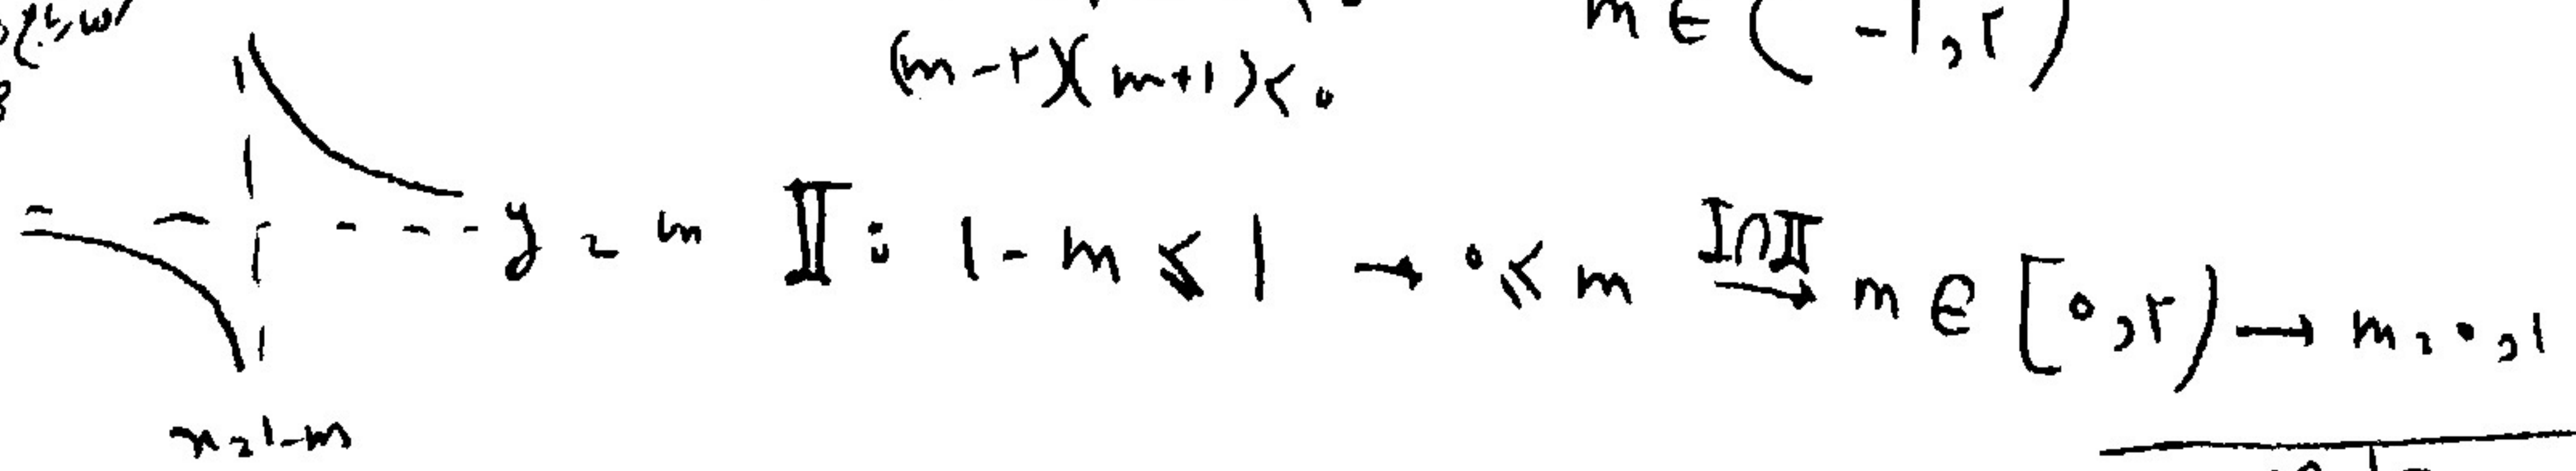 m ∈ (-1, ۲)
(m-۲)(m+1)<۰
y = m II: 1-m ⩽ 1 → ۰ ⩽ m I∩II → m ∈ [۰, ۲) → m = ۰, 1
x = 1-m